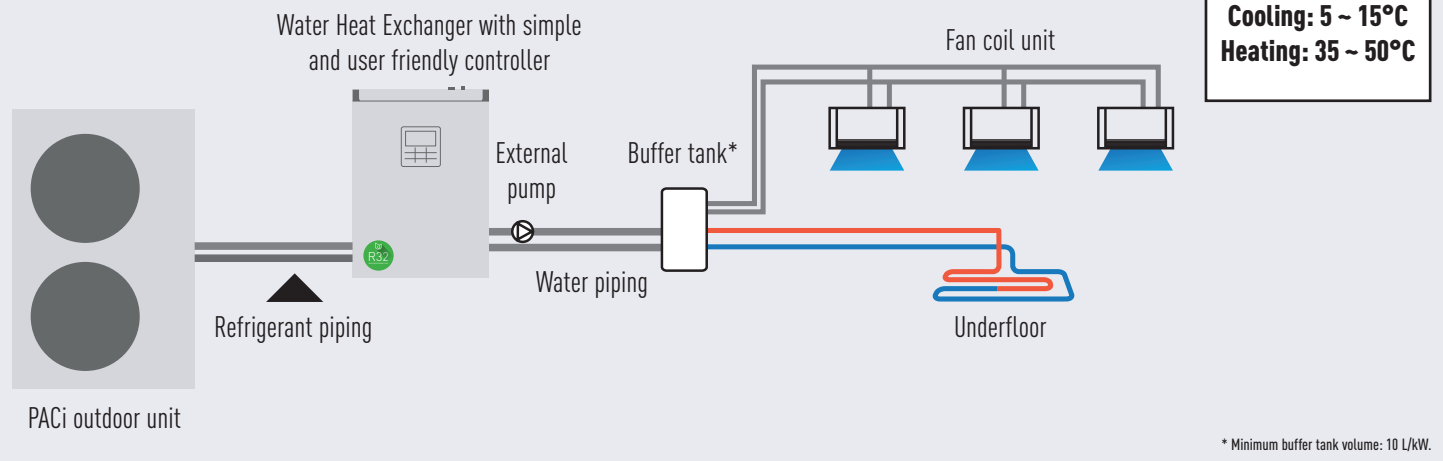 Water Heat Exchanger with simple
and user friendly controller
Fan coil unit
Cooling: 5 ~ 15°C
Heating: 35 ~ 50°C
External
pump
Buffer tank*
R32
Water piping
Refrigerant piping
Underfloor
PACi outdoor unit
* Minimum buffer tank volume: 10 L/kW.